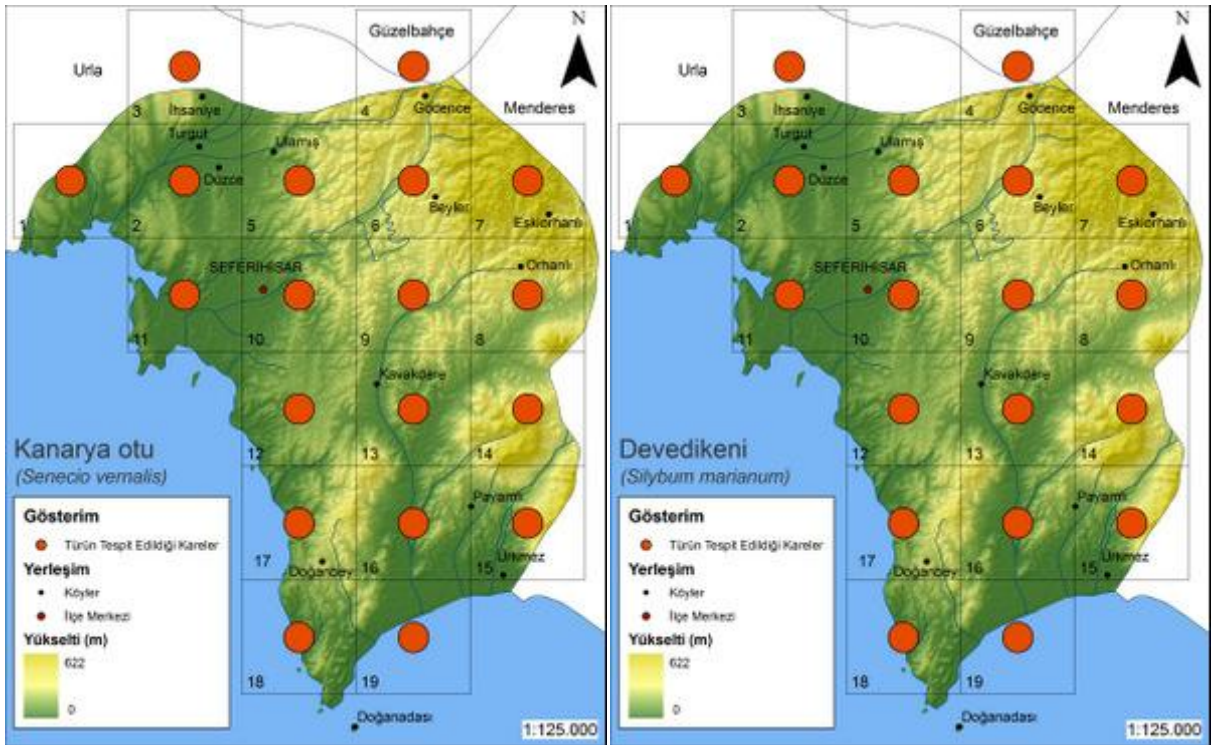 N
Güzelbahçe
Urla
3
İhsaniye
4
Gödence
Menderes
Turgut
Ulamış
Düzce
Beyler
1
2
5
6
7
Eskiorhanlı
SEFERİHİSAR
Orhanlı
11
10
9
8
Kavakdere
Kanarya otu
(Senecio vernalis)
12
13
14
Payamlı
Gösterim
Türün Tespit Edildiği Kareler
Yerleşim
Köyler
İlçe Merkezi
Yükselti (m)
622
0
17
Doğanbey
16
15
Ürkmez
18
19
Doğanadası
1:125.000
N
Güzelbahçe
Urla
3
İhsaniye
4
Gödence
Menderes
Turgut
Ulamış
Düzce
Beyler
1
2
5
6
7
Eskiorhanlı
SEFERİHİSAR
Orhanlı
11
10
9
8
Kavakdere
Devedikeni
(Silybum marianum)
12
13
14
Payamlı
Gösterim
Türün Tespit Edildiği Kareler
Yerleşim
Köyler
İlçe Merkezi
Yükselti (m)
622
0
17
Doğanbey
16
15
Ürkmez
18
19
Doğanadası
1:125.000